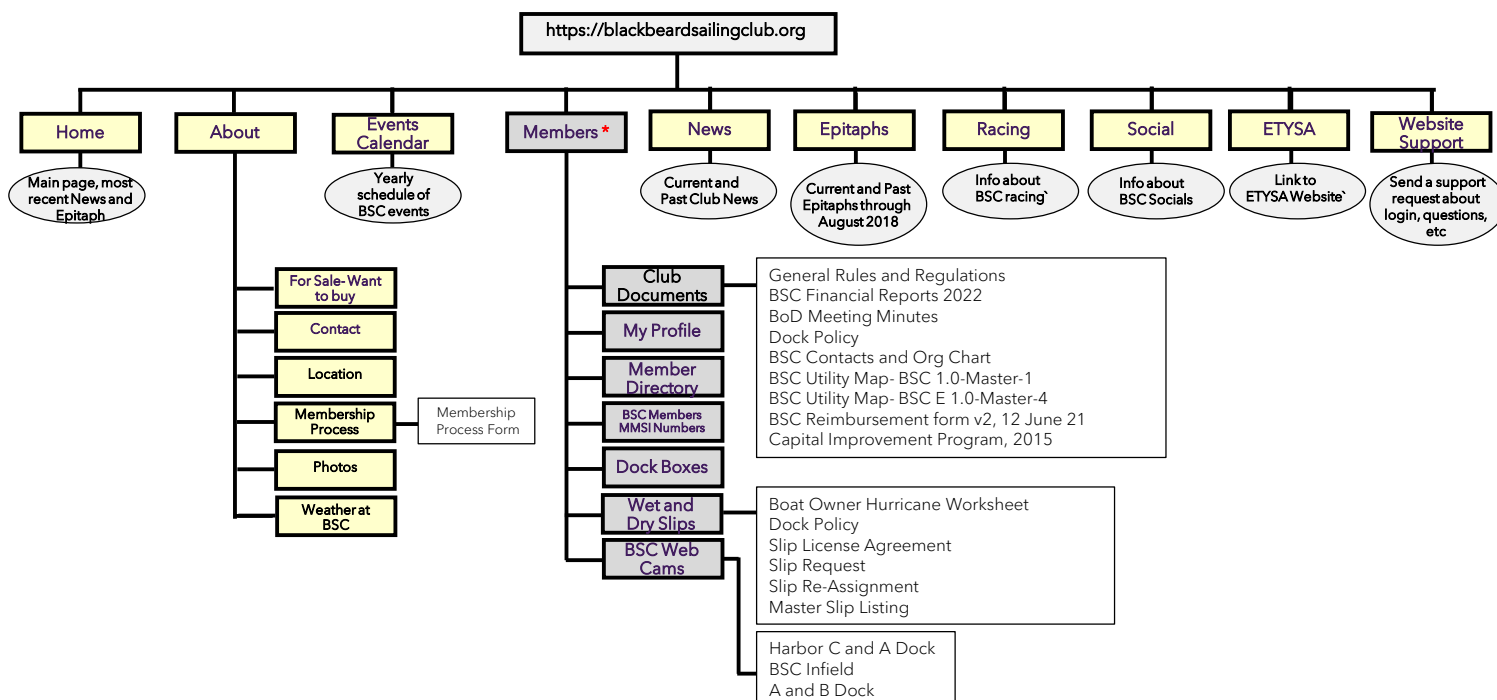 https://blackbeardsailingclub.org
Home
About
Events
Calendar
Members *
News
Epitaphs
Racing
Social
ETYSA
Website
Support
Main page, most
recent News and
Epitaph
Yearly
schedule of
BSC events
Current and
Past Club News
Current and Past
Epitaphs through
August 2018
Info about
BSC racing`
Info about
BSC Socials
Link to
ETYSA Website`
Send a support
request about
login, questions,
etc
For Sale-Want
to buy
Contact
Location
Membership
Process
Membership
Process Form
Photos
Weather at
BSC
Club
Documents
My Profile
Member
Directory
BSC Members
MMSI Numbers
Dock Boxes
Wet and
Dry Slips
BSC Web
Cams
General Rules and Regulations
BSC Financial Reports 2022
BoD Meeting Minutes
Dock Policy
BSC Contacts and Org Chart
BSC Utility Map- BSC 1.0-Master-1
BSC Utility Map- BSC E 1.0-Master-4
BSC Reimbursement form v2, 12 June 21
Capital Improvement Program, 2015
Boat Owner Hurricane Worksheet
Dock Policy
Slip License Agreement
Slip Request
Slip Re-Assignment
Master Slip Listing
Harbor C and A Dock
BSC Infield
A and B Dock